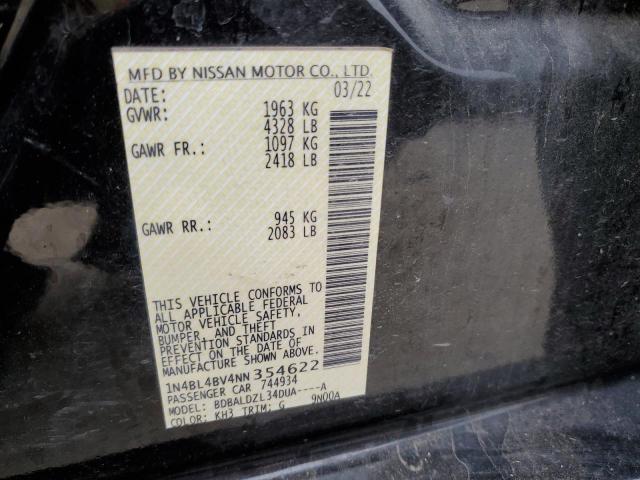 MFD BY NISSAN MOTOR CO., LTD.
DATE: 03/22
GVWR: 1963 KG
4328 LB
GAWR FR.: 1097 KG
2418 LB
GAWR RR.: 945 KG
2083 LB
THIS VEHICLE CONFORMS TO
ALL APPLICABLE FEDERAL
MOTOR VEHICLE SAFETY,
BUMPER, AND THEFT
PREVENTION STANDARDS IN
EFFECT ON THE DATE OF
MANUFACTURE SHOWN ABOVE.
1N4BL4BV4NN354622
PASSENGER CAR 744934
MODEL: BDBALDZL34DUA----A
COLOR: KH3 TRIM: G 9N00A